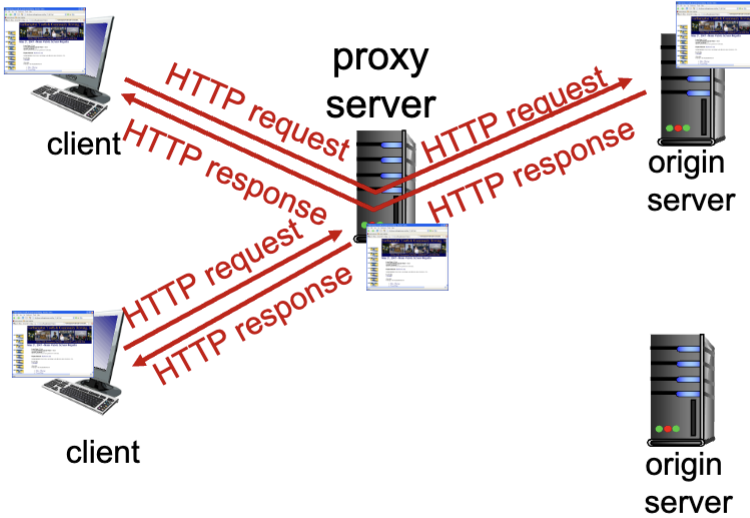 proxy
server
client
HTTP request
HTTP response
HTTP request
HTTP response
origin
server
HTTP request
HTTP response
client
origin
server